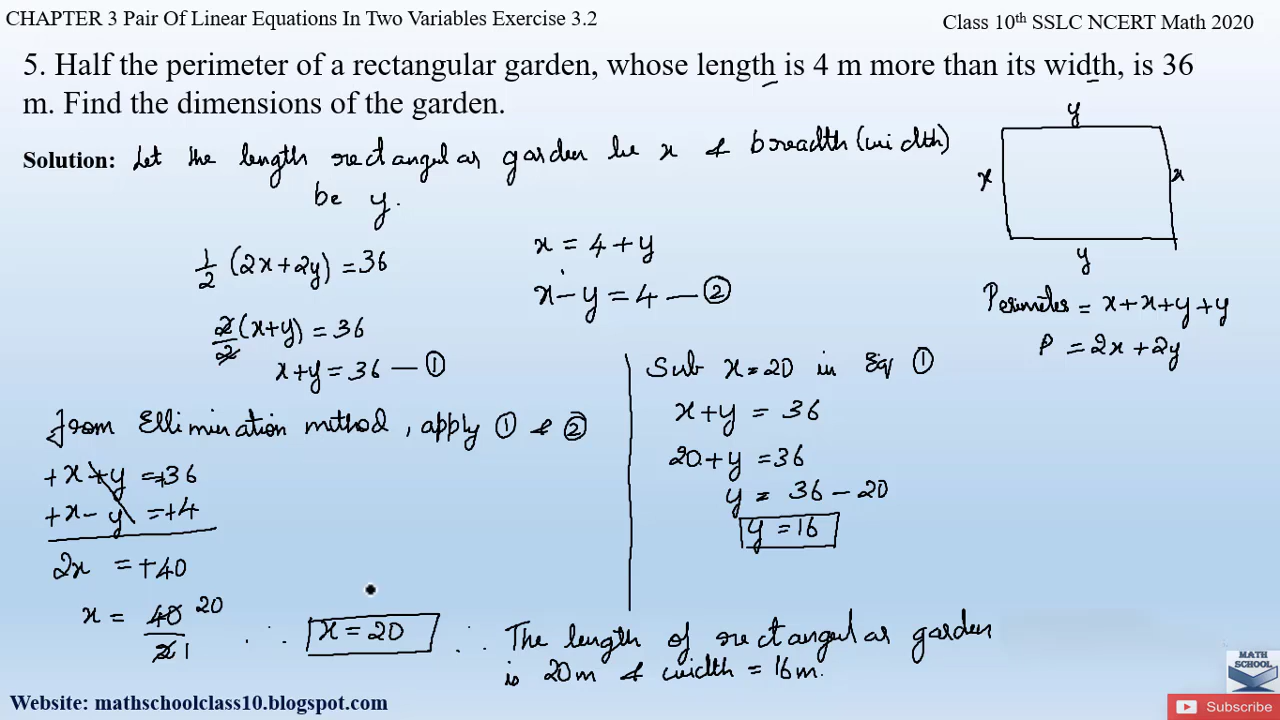 CHAPTER 3 Pair Of Linear Equations In Two Variables Exercise 3.2
Class 10th SSLC NCERT Math 2020
5. Half the perimeter of a rectangular garden, whose length is 4 m more than its width, is 36
m. Find the dimensions of the garden.
Solution: Let the length rectangular garden be x & breadth (width)
be y.
1/2 (2x+2y) = 36
2/2 (x+y) = 36
x+y = 36 — ①
x = 4+y
x-y = 4 — ②
y
x
x
y
Perimeter = x+x+y+y
P = 2x+2y
From Ellimination method, apply ① & ②
+x+y = +36
+x-y = +4
2x = +40
x = 40/2 20/1
∴ x = 20
Sub x = 20 in Eq ①
x+y = 36
20+y = 36
y = 36 - 20
y = 16
∴ The length of rectangular garden
is 20m & width = 16m.
MATH
SCHOOL
Website: mathschoolclass10.blogspot.com
Subscribe